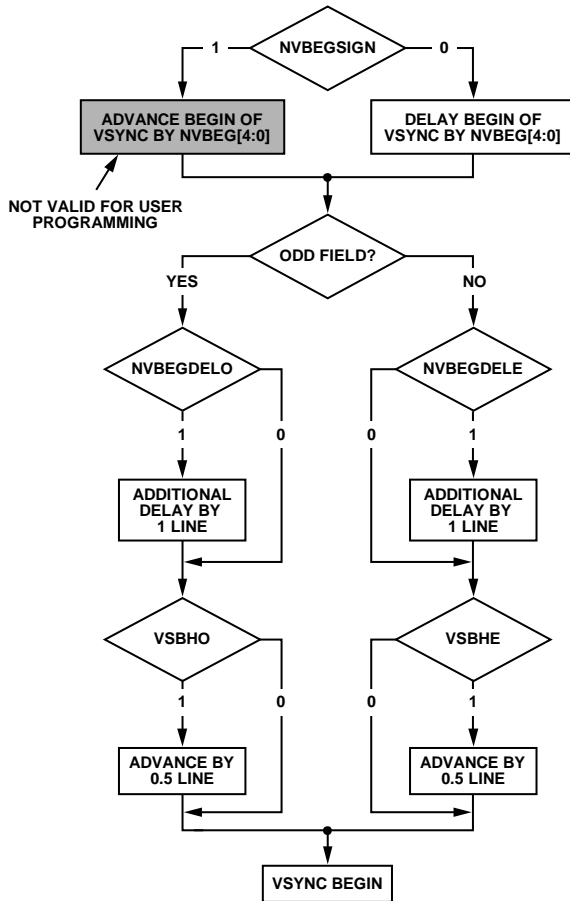 NVBEGSIGN
1
0
ADVANCE BEGIN OF
VSYNC BY NVBEG[4:0]
DELAY BEGIN OF
VSYNC BY NVBEG[4:0]
NOT VALID FOR USER
PROGRAMMING
ODD FIELD?
YES
NO
NVBEGDELO
NVBEGDELE
1
0
0
1
ADDITIONAL
DELAY BY
1 LINE
ADDITIONAL
DELAY BY
1 LINE
VSBHO
VSBHE
1
0
0
1
ADVANCE BY
0.5 LINE
ADVANCE BY
0.5 LINE
VSYNC BEGIN